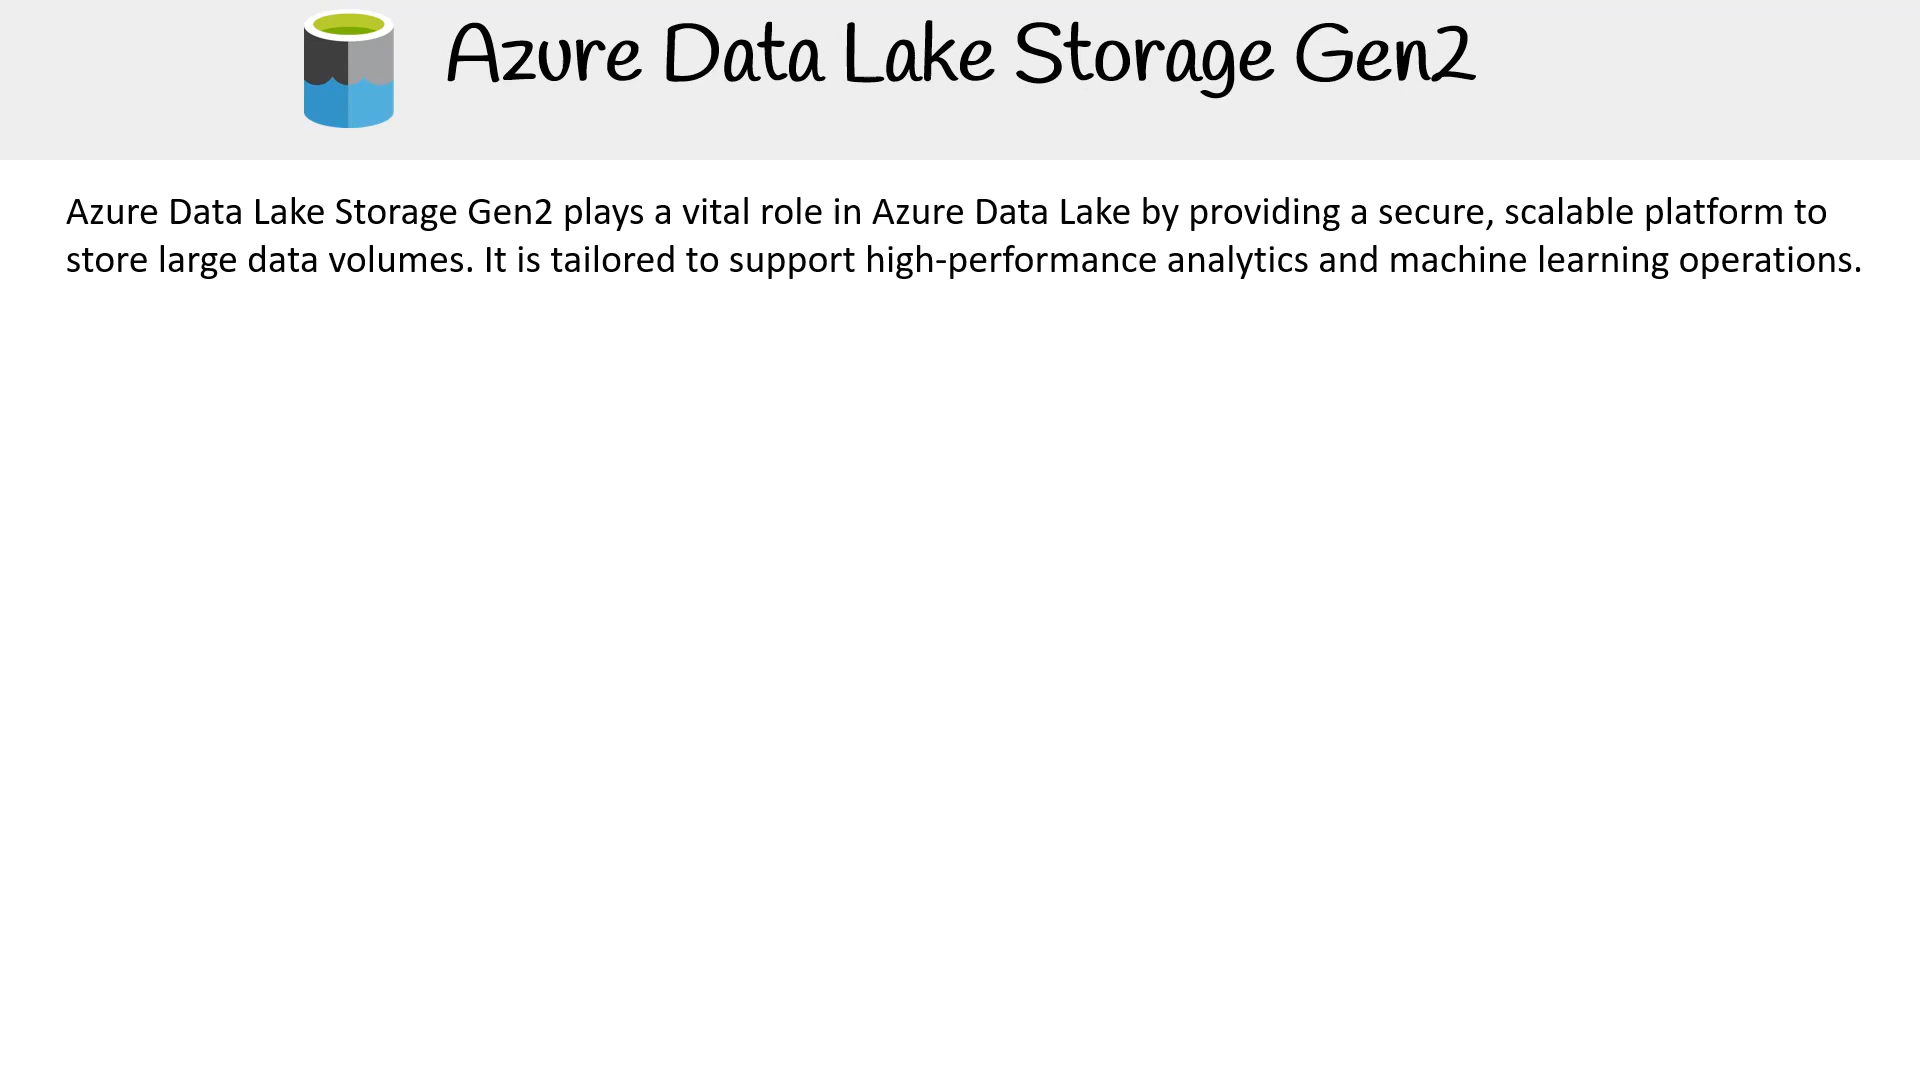 Azure Data Lake Storage Gen2
Azure Data Lake Storage Gen2 plays a vital role in Azure Data Lake by providing a secure, scalable platform to
store large data volumes. It is tailored to support high-performance analytics and machine learning operations.